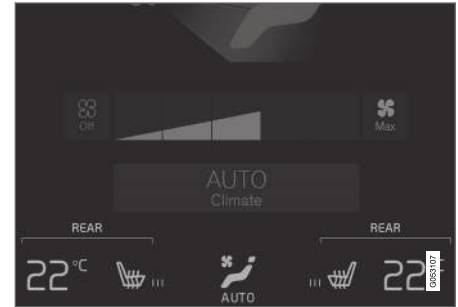 Off
Max
AUTO
Climate
REAR
REAR
22°C
AUTO
22
G053107